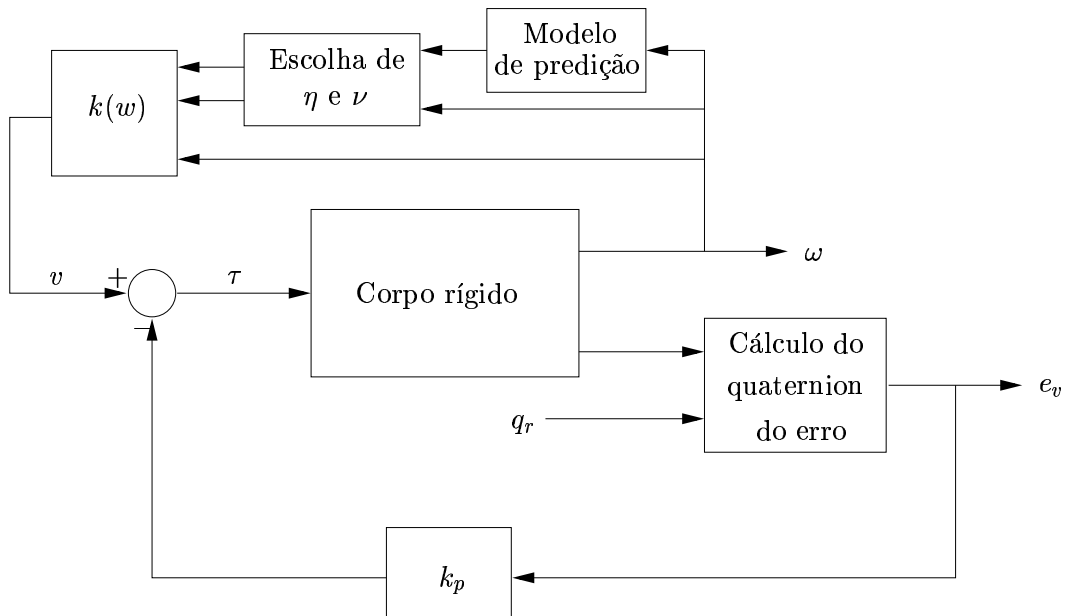 Modelo
de predição
Escolha de
η e ν
k(w)
ω
v
+
τ
Corpo rígido
−
Cálculo do
quaternion
do erro
e_v
q_r
k_p